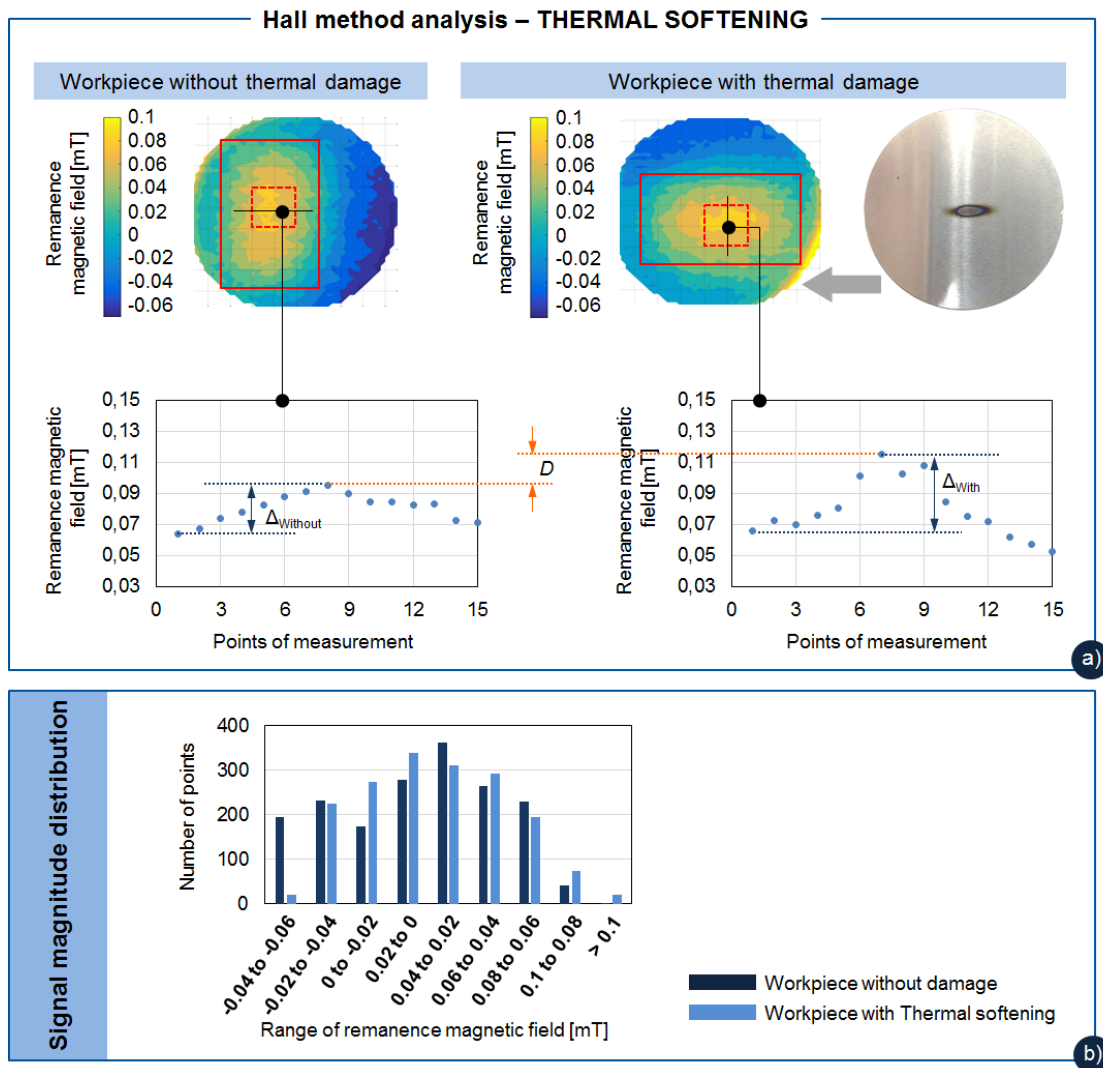 Hall method analysis – THERMAL SOFTENING
Workpiece without thermal damage
Workpiece with thermal damage
Remanence
magnetic field [mT]
0.1
0.08
0.06
0.04
0.02
0
-0.02
-0.04
-0.06
Remanence
magnetic field [mT]
0.1
0.08
0.06
0.04
0.02
0
-0.02
-0.04
-0.06
Remanence magnetic
field [mT]
0,15
0,13
0,11
0,09
0,07
0,05
0,03
ΔWithout
0 3 6 9 12 15
Points of measurement
D
Remanence magnetic
field [mT]
0,15
0,13
0,11
0,09
0,07
0,05
0,03
ΔWith
0 3 6 9 12 15
Points of measurement
a)
Signal magnitude distribution
Number of points
400
300
200
100
0
-0.04 to -0.06
-0.02 to -0.04
0 to -0.02
0.02 to 0
0.04 to 0.02
0.06 to 0.04
0.08 to 0.06
0.1 to 0.08
> 0.1
Range of remanence magnetic field [mT]
Workpiece without damage
Workpiece with Thermal softening
b)